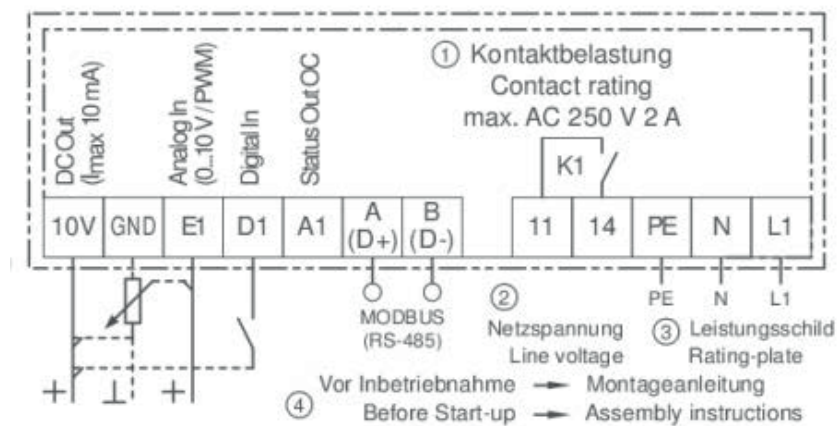 ① Kontaktbelastung
Contact rating
max. AC 250 V 2 A
DC Out
(Imax 10 mA)
Analog In
(0...10 V / PWM)
Digital In
Status Out OC
K1
10V GND E1 D1 A1 A (D+) B (D-) 11 14 PE N L1
MODBUS
(RS-485)
PE N L1
② Netzspannung
Line voltage
③ Leistungsschild
Rating-plate
④ Vor Inbetriebnahme → Montageanleitung
Before Start-up → Assembly instructions
+ ⊥ +